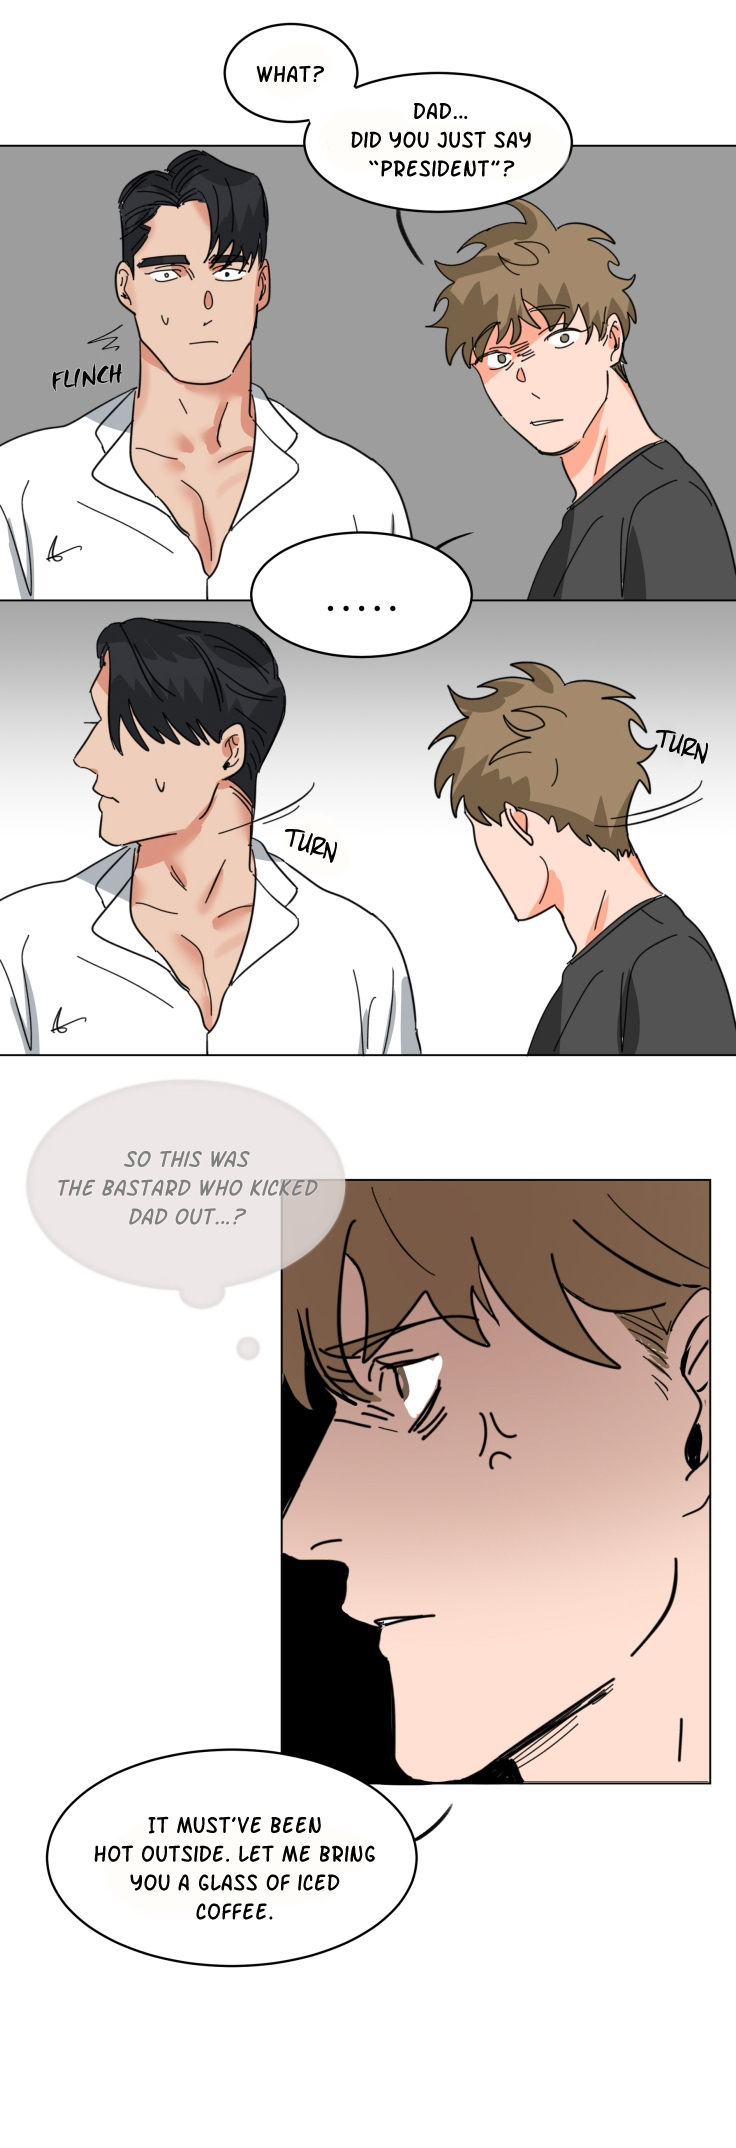 WHAT?
DAD...
DID YOU JUST SAY
"PRESIDENT"?
FLINCH
.....
TURN
TURN
SO THIS WAS
THE BASTARD WHO KICKED
DAD OUT...?
IT MUST'VE BEEN
HOT OUTSIDE. LET ME BRING
YOU A GLASS OF ICED
COFFEE.